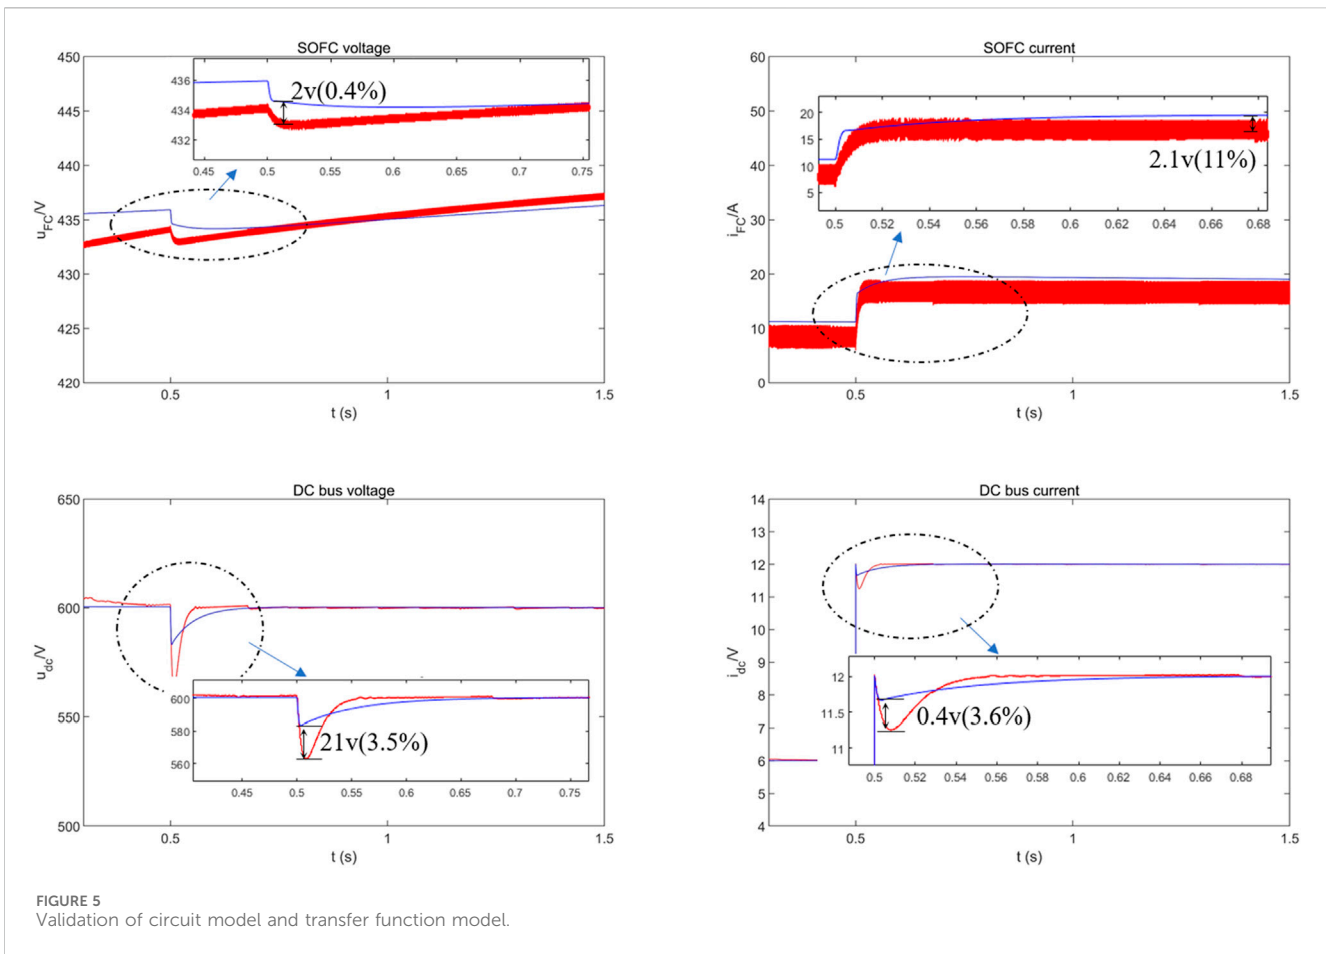 SOFC voltage
450
445
440
435
430
425
420
u_FC/V
436
434
432
2v(0.4%)
0.45 0.5 0.55 0.6 0.65 0.7 0.75
0.5 1 1.5
t (s)
SOFC current
60
50
40
30
20
10
0
i_FC/A
20
15
10
5
2.1v(11%)
0.5 0.52 0.54 0.56 0.58 0.6 0.62 0.64 0.66 0.68
0.5 1 1.5
t (s)
DC bus voltage
650
600
550
500
u_dc/V
600
580
560
21v(3.5%)
0.45 0.5 0.55 0.6 0.65 0.7 0.75
0.5 1 1.5
t (s)
DC bus current
14
13
12
11
10
9
8
7
6
5
4
i_dc/V
12
11.5
11
0.4v(3.6%)
0.5 0.52 0.54 0.56 0.58 0.6 0.62 0.64 0.66 0.68
0.5 1 1.5
t (s)
FIGURE 5
Validation of circuit model and transfer function model.